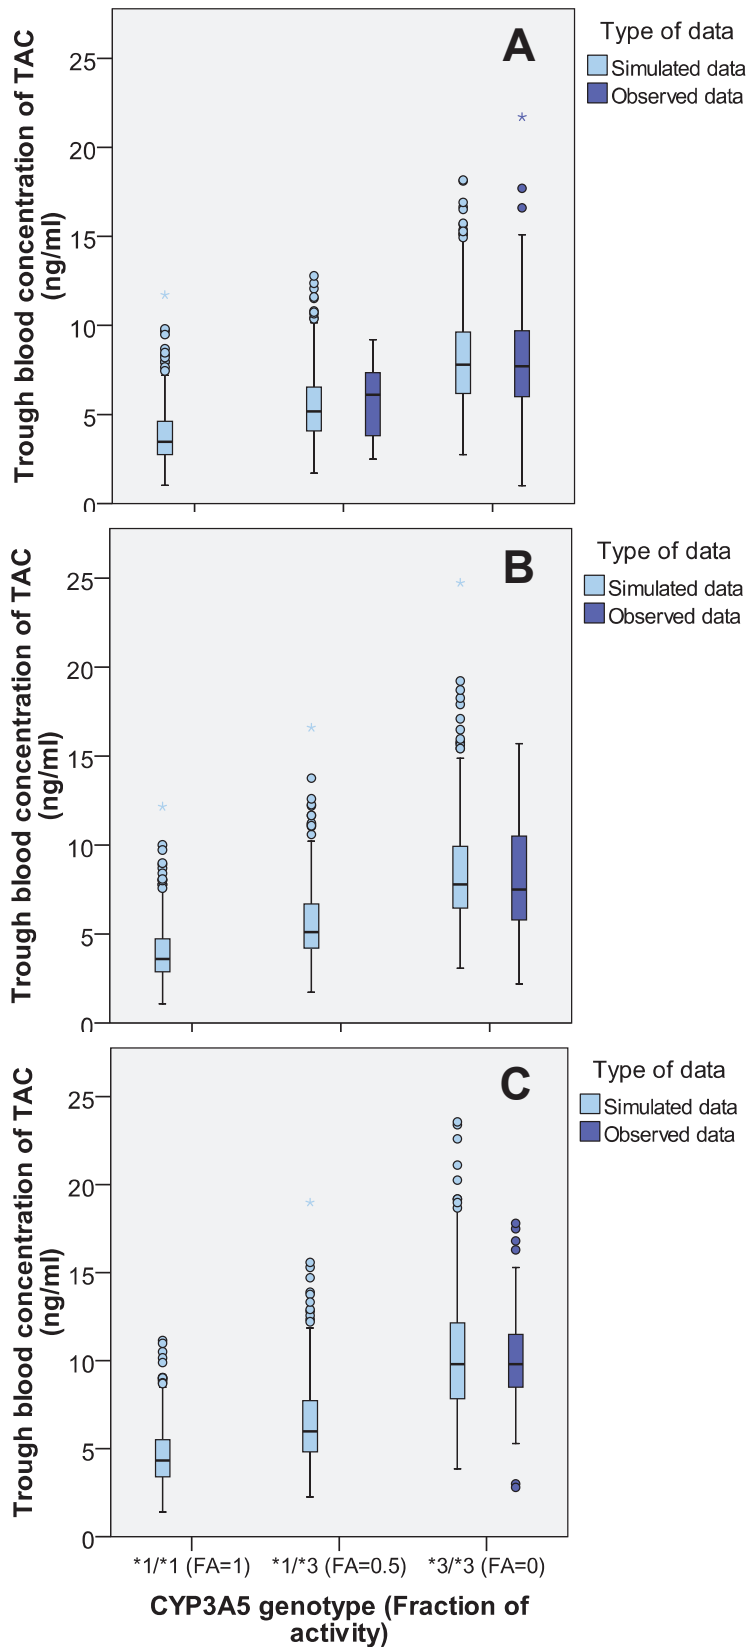 A
Type of data
Simulated data
Observed data
Trough blood concentration of TAC
(ng/ml)
25
20
15
10
5
0
B
Type of data
Simulated data
Observed data
Trough blood concentration of TAC
(ng/ml)
25
20
15
10
5
0
C
Type of data
Simulated data
Observed data
Trough blood concentration of TAC
(ng/ml)
25
20
15
10
5
0
*1/*1 (FA=1) *1/*3 (FA=0.5) *3/*3 (FA=0)
CYP3A5 genotype (Fraction of
activity)